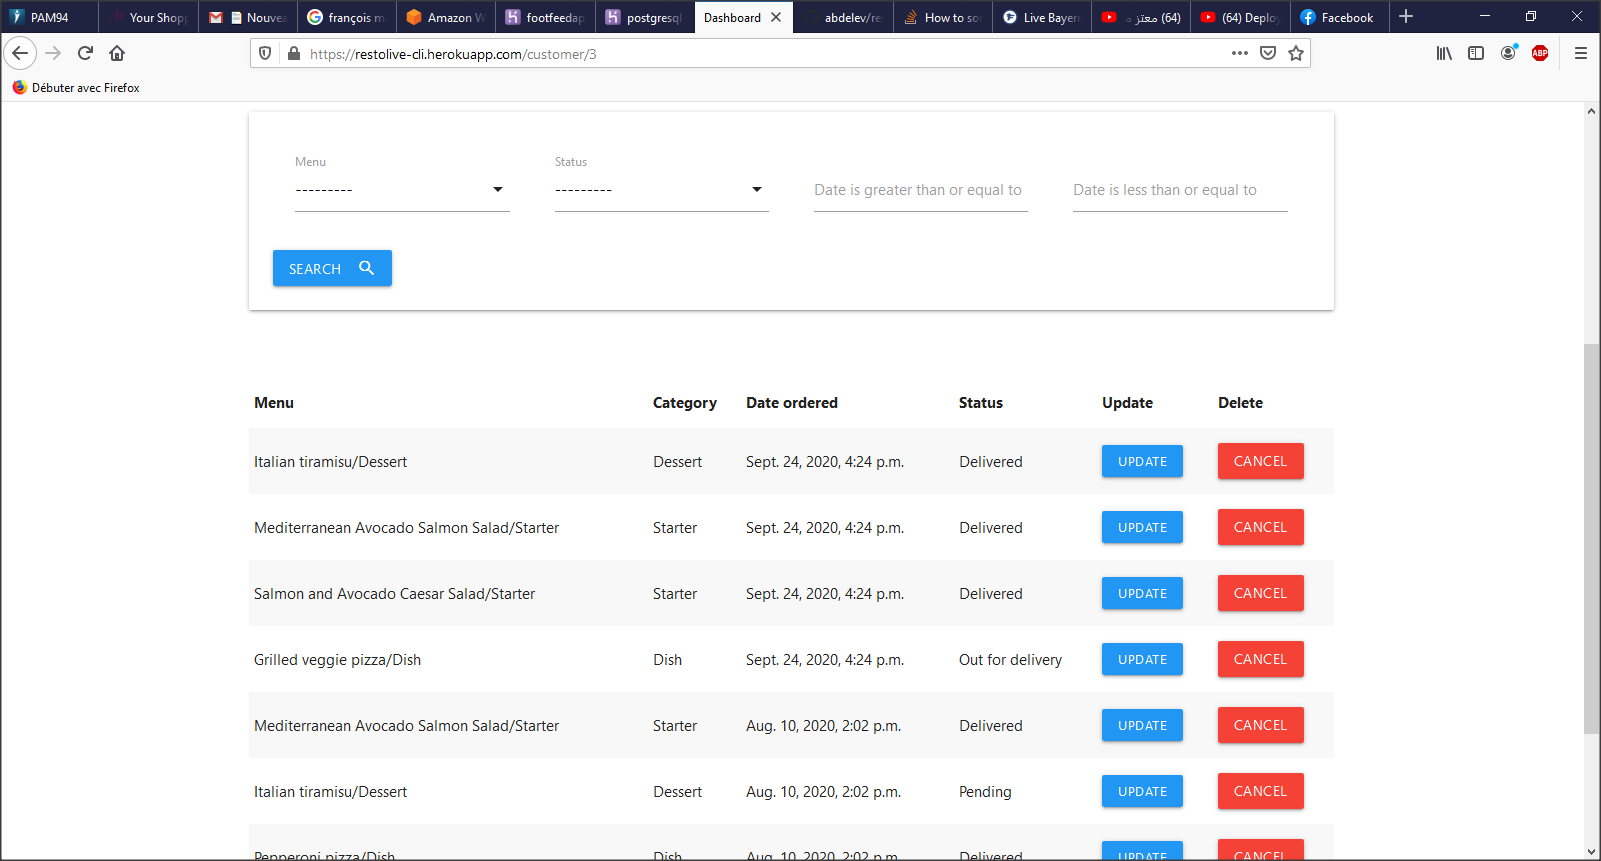 PAM94
Your Shopp
Nouvea
françois m
Amazon W
footfeedap
postgresql
Dashboard
abdelev/re
How to so
Live Bayer
(64) معتز م
(64) Deploy
Facebook
https://restolive-cli.herokuapp.com/customer/3
ABP
Débuter avec Firefox
Menu Status
--------- --------- Date is greater than or equal to Date is less than or equal to
SEARCH
Menu Category Date ordered Status Update Delete
Italian tiramisu/Dessert Dessert Sept. 24, 2020, 4:24 p.m. Delivered UPDATE CANCEL
Mediterranean Avocado Salmon Salad/Starter Starter Sept. 24, 2020, 4:24 p.m. Delivered UPDATE CANCEL
Salmon and Avocado Caesar Salad/Starter Starter Sept. 24, 2020, 4:24 p.m. Delivered UPDATE CANCEL
Grilled veggie pizza/Dish Dish Sept. 24, 2020, 4:24 p.m. Out for delivery UPDATE CANCEL
Mediterranean Avocado Salmon Salad/Starter Starter Aug. 10, 2020, 2:02 p.m. Delivered UPDATE CANCEL
Italian tiramisu/Dessert Dessert Aug. 10, 2020, 2:02 p.m. Pending UPDATE CANCEL
Pepperoni pizza/Dish Dish Aug. 10, 2020, 2:02 p.m. Delivered UPDATE CANCEL